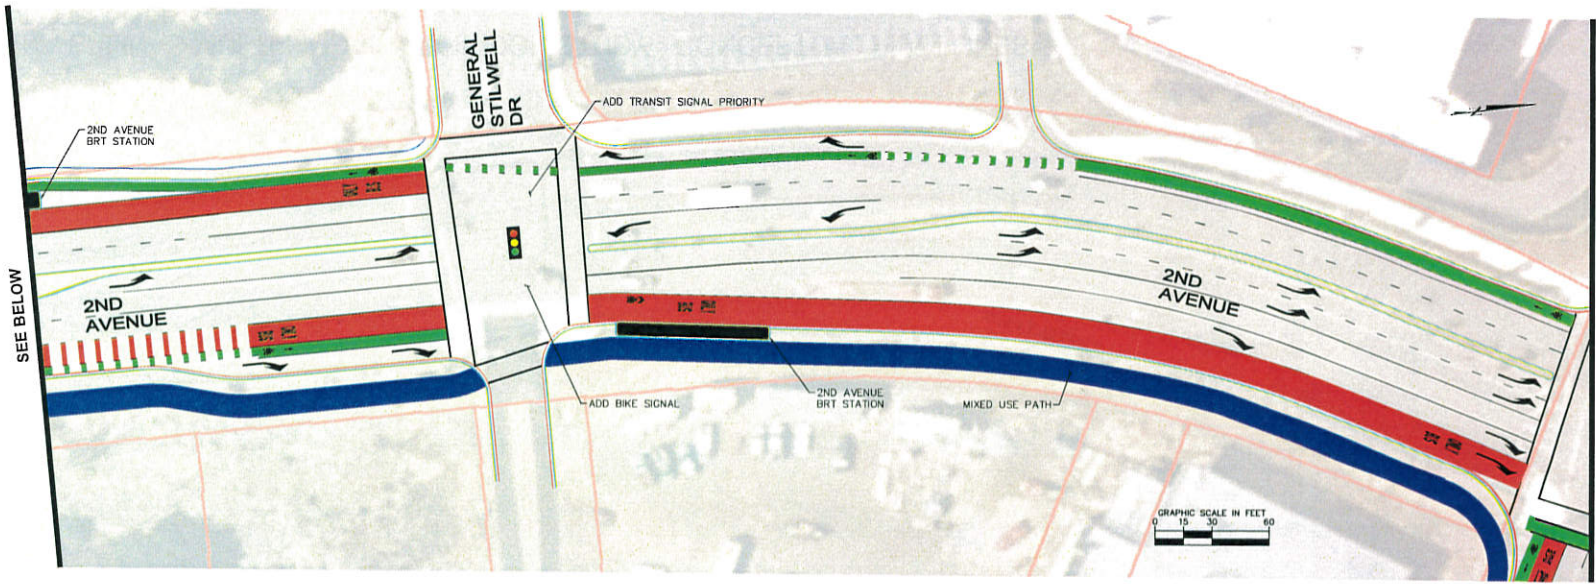 GENERAL
STILWELL
DR
2ND AVENUE
BRT STATION
ADD TRANSIT SIGNAL PRIORITY
SEE BELOW
2ND
AVENUE
2ND
AVENUE
ADD BIKE SIGNAL
2ND AVENUE
BRT STATION
MIXED USE PATH
GRAPHIC SCALE IN FEET
0 15 30 60